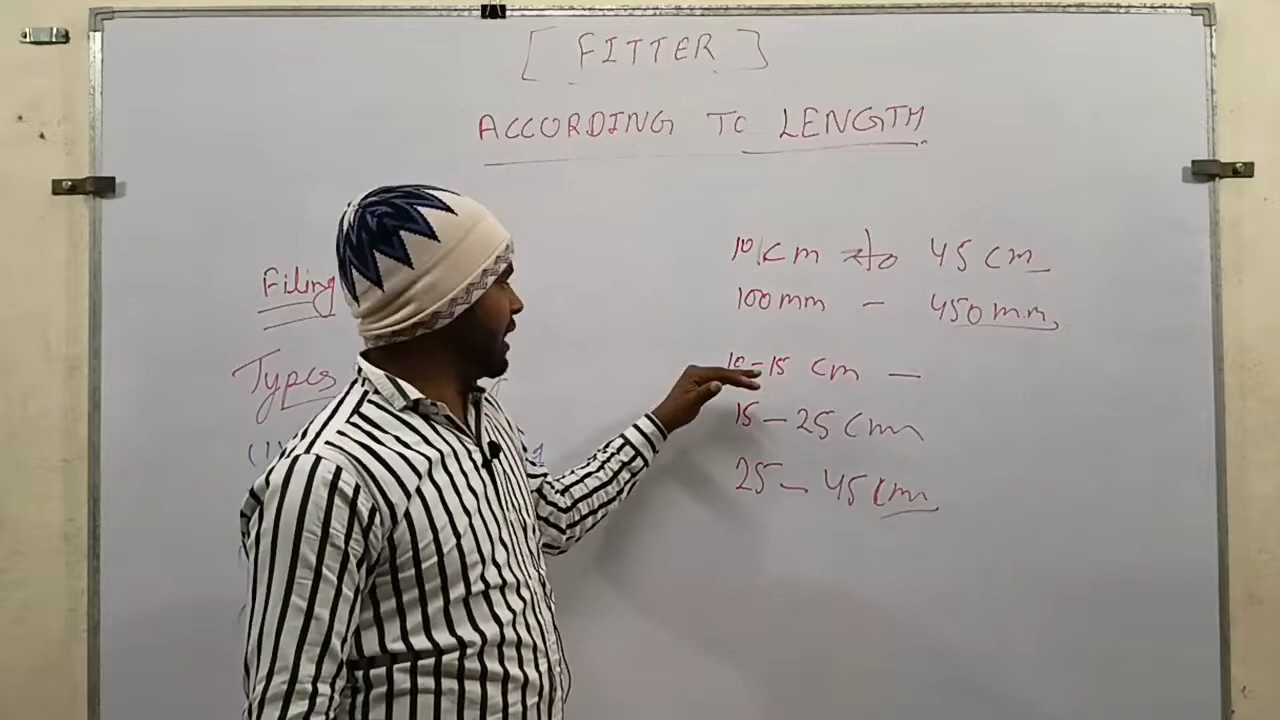 [ FITTER ]
ACCORDING TO LENGTH
Filing
Types
(1)
10 cm to 45 cm
100 mm - 450 mm
10-15 cm -
15-25 cm
25-45 cm